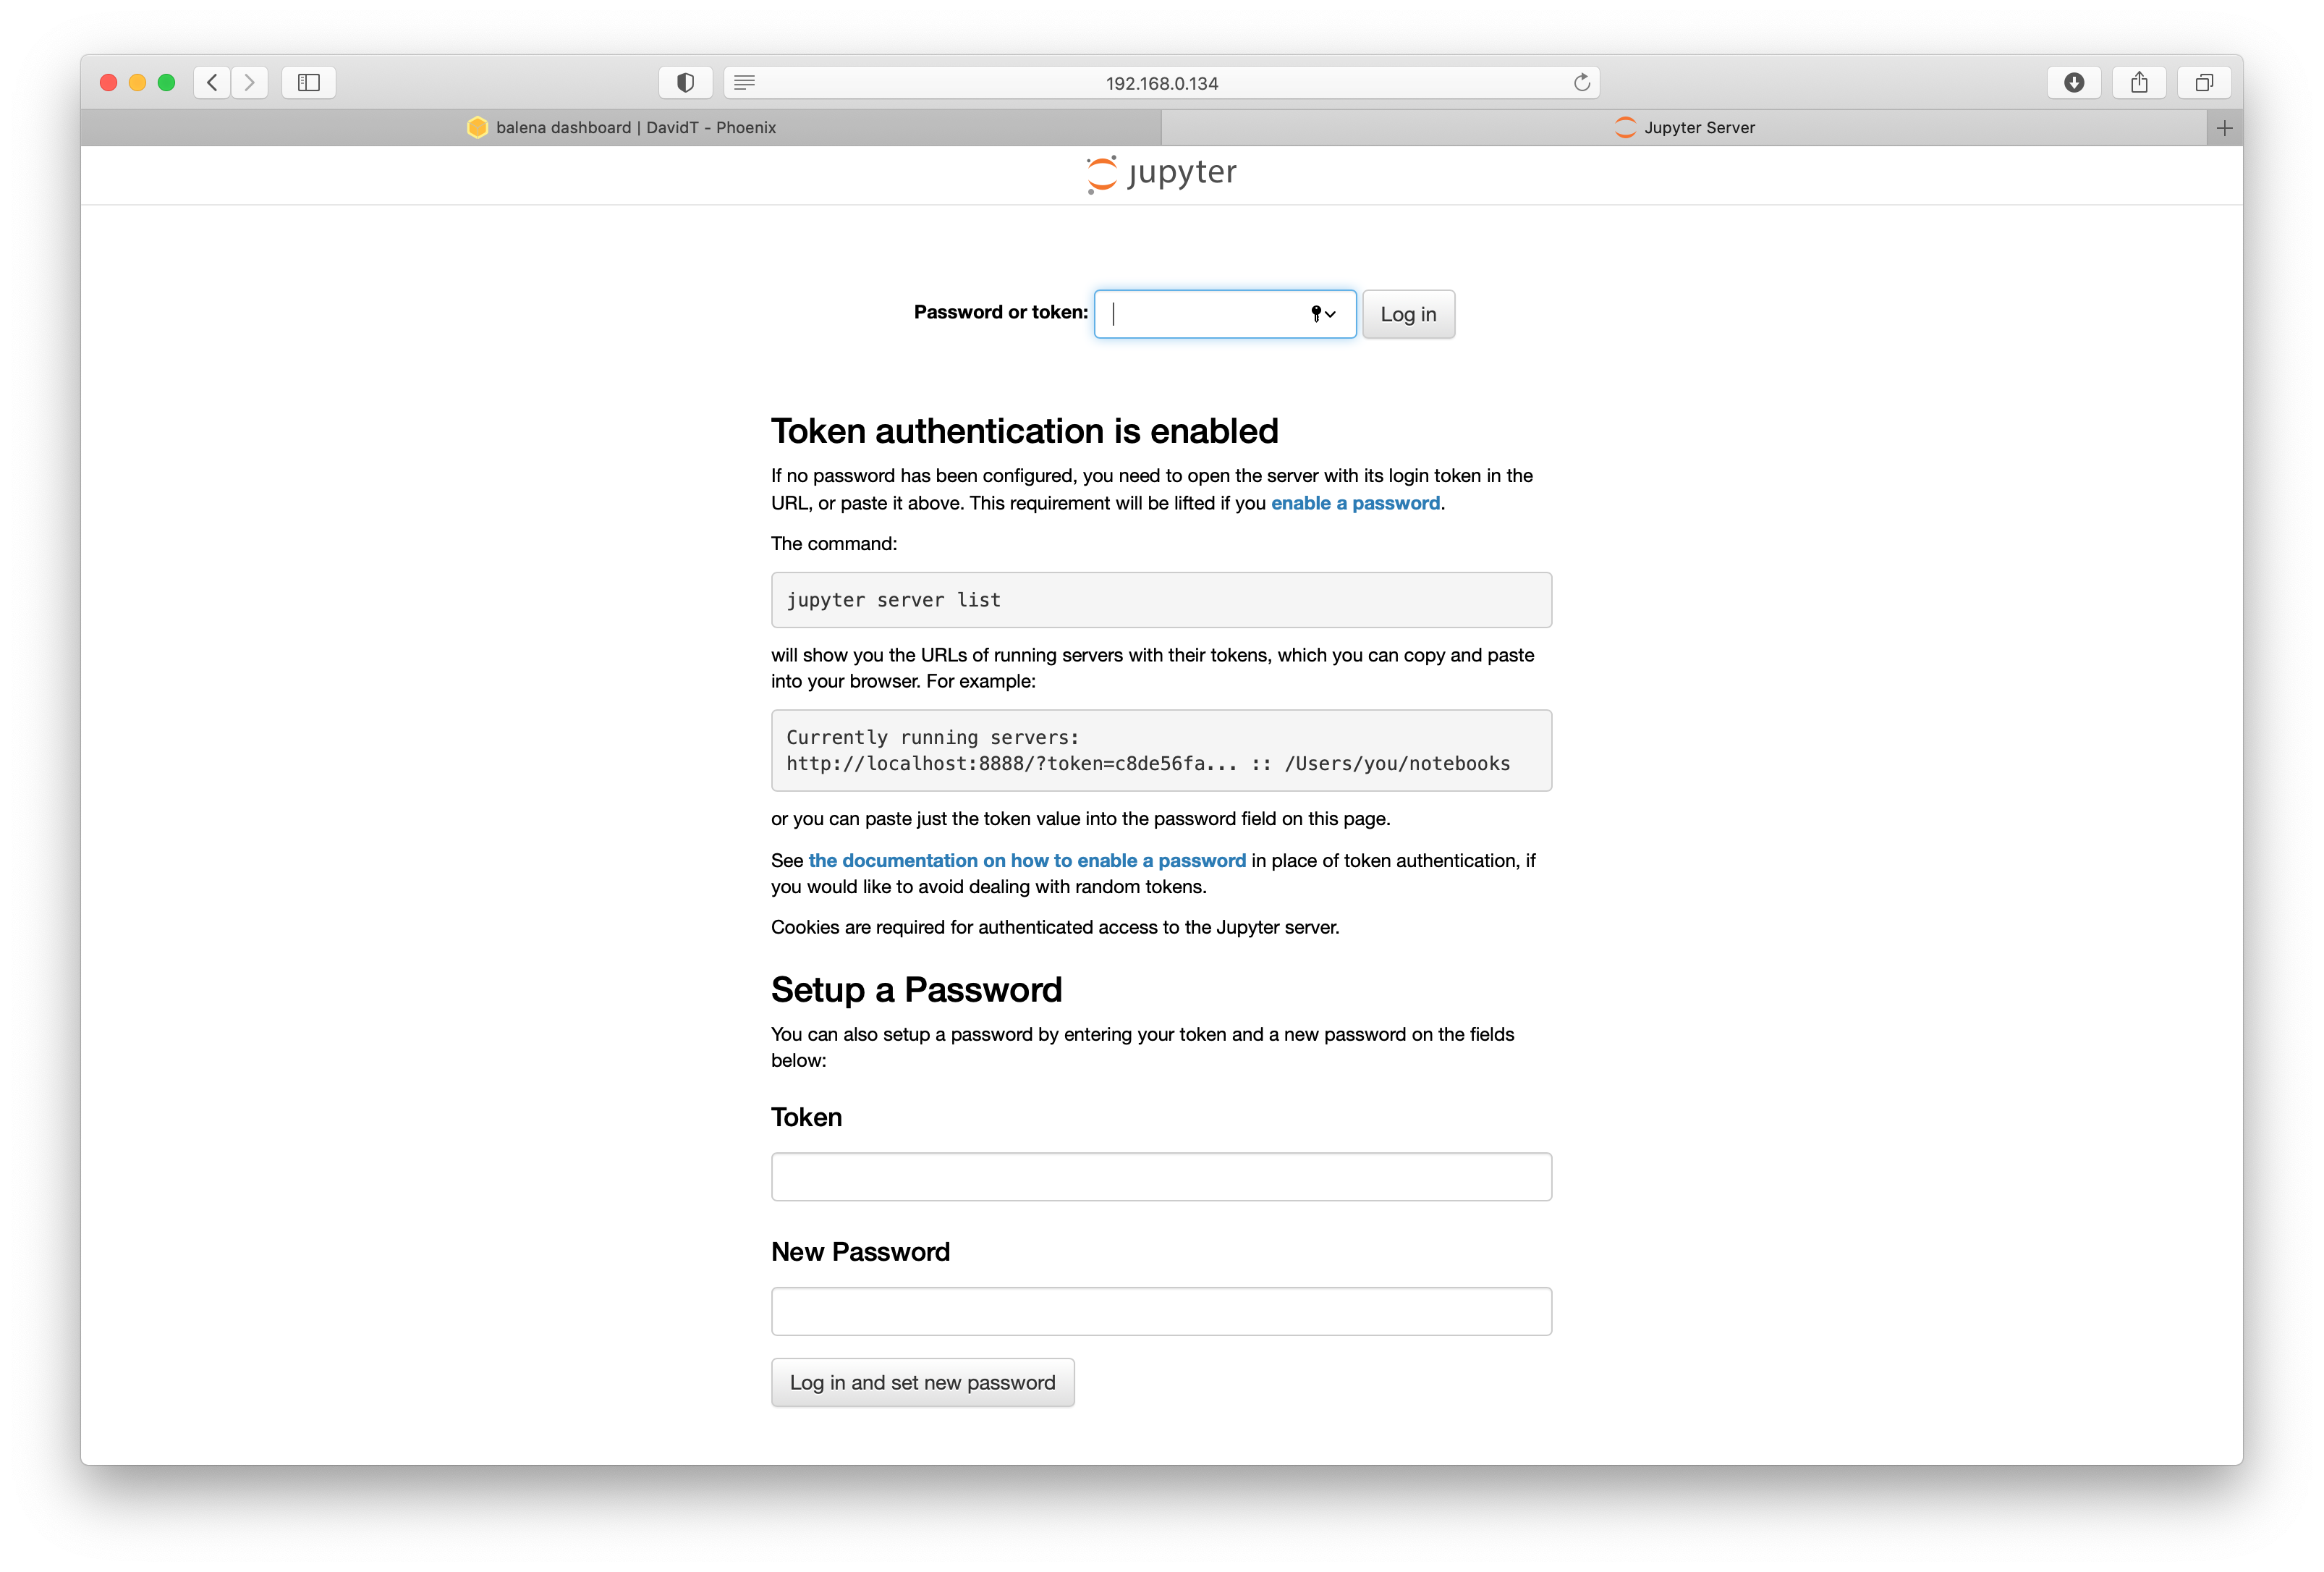 192.168.0.134
balena dashboard | DavidT - Phoenix
Jupyter Server
jupyter
Password or token:
Log in
Token authentication is enabled
If no password has been configured, you need to open the server with its login token in the
URL, or paste it above. This requirement will be lifted if you enable a password.
The command:
jupyter server list
will show you the URLs of running servers with their tokens, which you can copy and paste
into your browser. For example:
Currently running servers:
http://localhost:8888/?token=c8de56fa... :: /Users/you/notebooks
or you can paste just the token value into the password field on this page.
See the documentation on how to enable a password in place of token authentication, if
you would like to avoid dealing with random tokens.
Cookies are required for authenticated access to the Jupyter server.
Setup a Password
You can also setup a password by entering your token and a new password on the fields
below:
Token
New Password
Log in and set new password